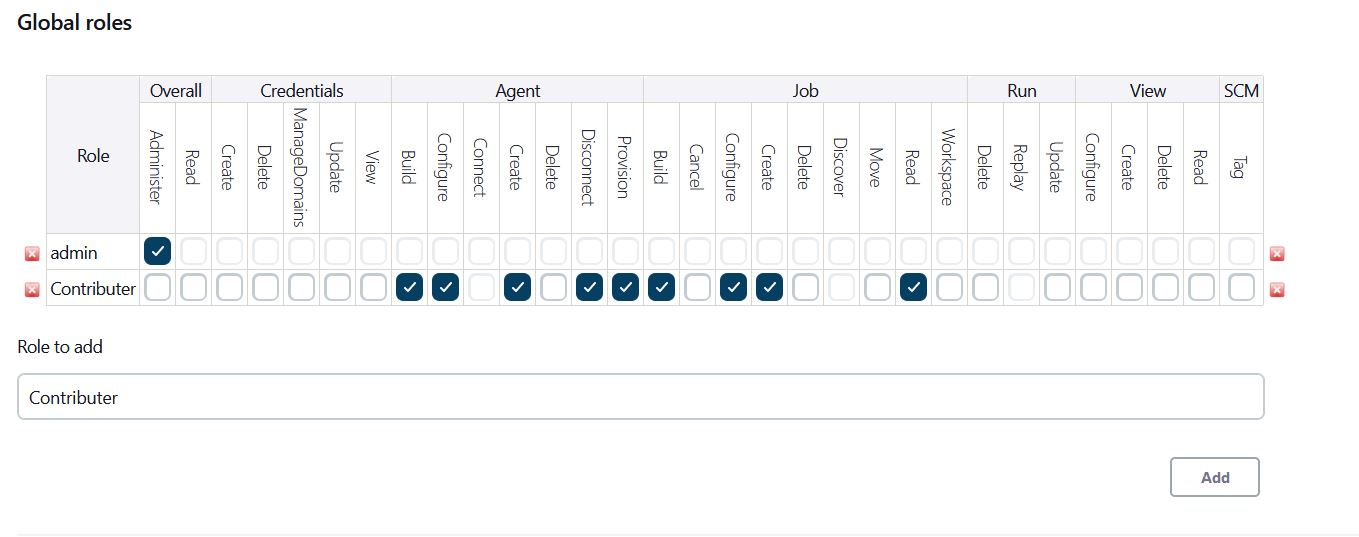 Global roles
Overall Credentials Agent Job Run View SCM
Role Administer Read Create Delete ManageDomains Update View Build Configure Connect Create Delete Disconnect Provision Build Cancel Configure Create Delete Discover Move Read Workspace Delete Replay Update Configure Create Delete Read Tag
admin
Contributer
Role to add
Contributer
Add